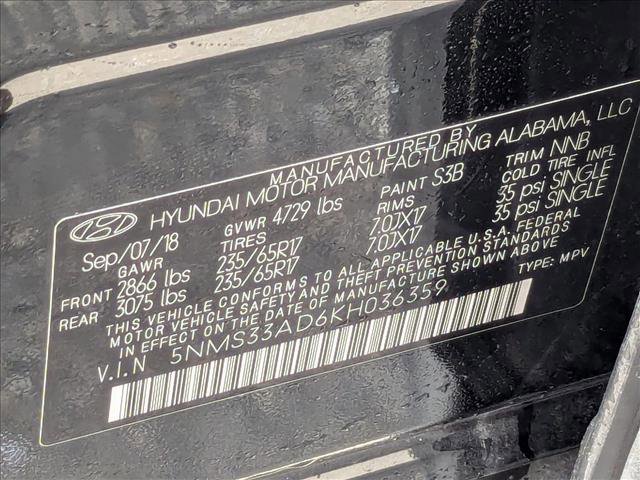 MANUFACTURED BY
HYUNDAI MOTOR MANUFACTURING ALABAMA, LLC
Sep/07/18 GVWR 4729 lbs PAINT S3B TRIM NNB
GAWR TIRES RIMS COLD TIRE INFL
FRONT 2866 lbs 235/65R17 7.0JX17 35 psi SINGLE
REAR 3075 lbs 235/65R17 7.0JX17 35 psi SINGLE
THIS VEHICLE CONFORMS TO ALL APPLICABLE U.S.A. FEDERAL
MOTOR VEHICLE SAFETY AND THEFT PREVENTION STANDARDS
IN EFFECT ON THE DATE OF MANUFACTURE SHOWN ABOVE
V.I.N 5NMS33AD6KH036359 TYPE: MPV